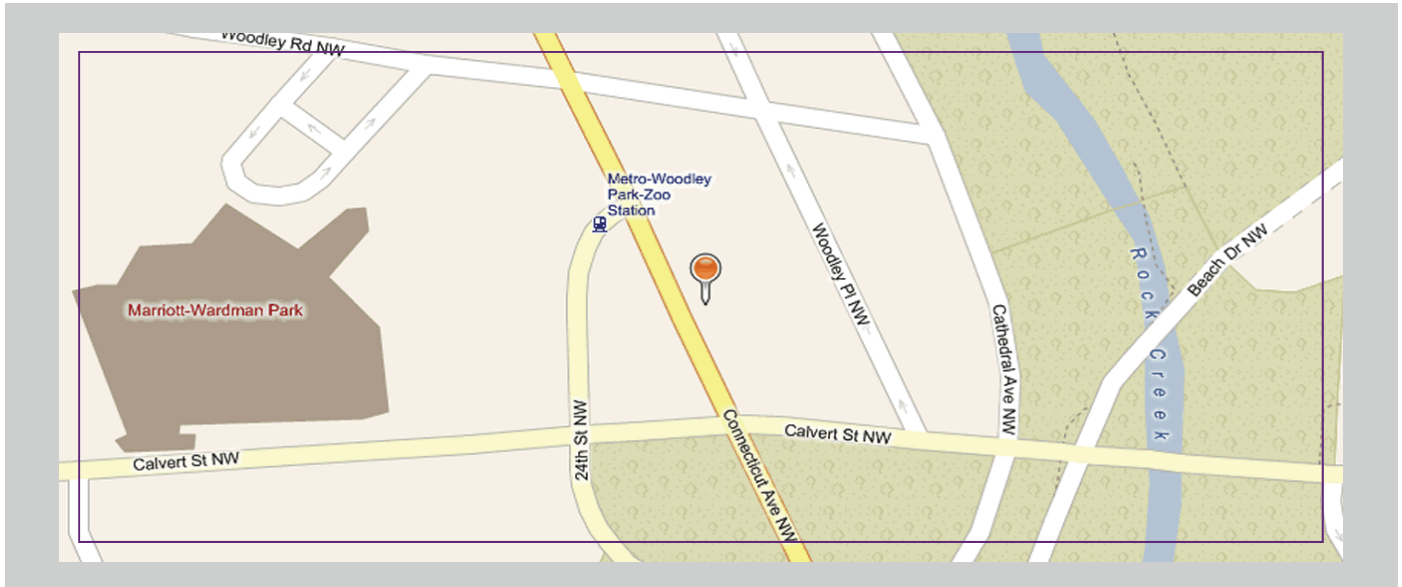 Woodley Rd NW
Metro-Woodley
Park-Zoo
Station
Woodley Pl NW
Rock Creek
Beach Dr NW
Marriott-Wardman Park
Cathedral Ave NW
24th St NW
Connecticut Ave NW
Calvert St NW
Calvert St NW